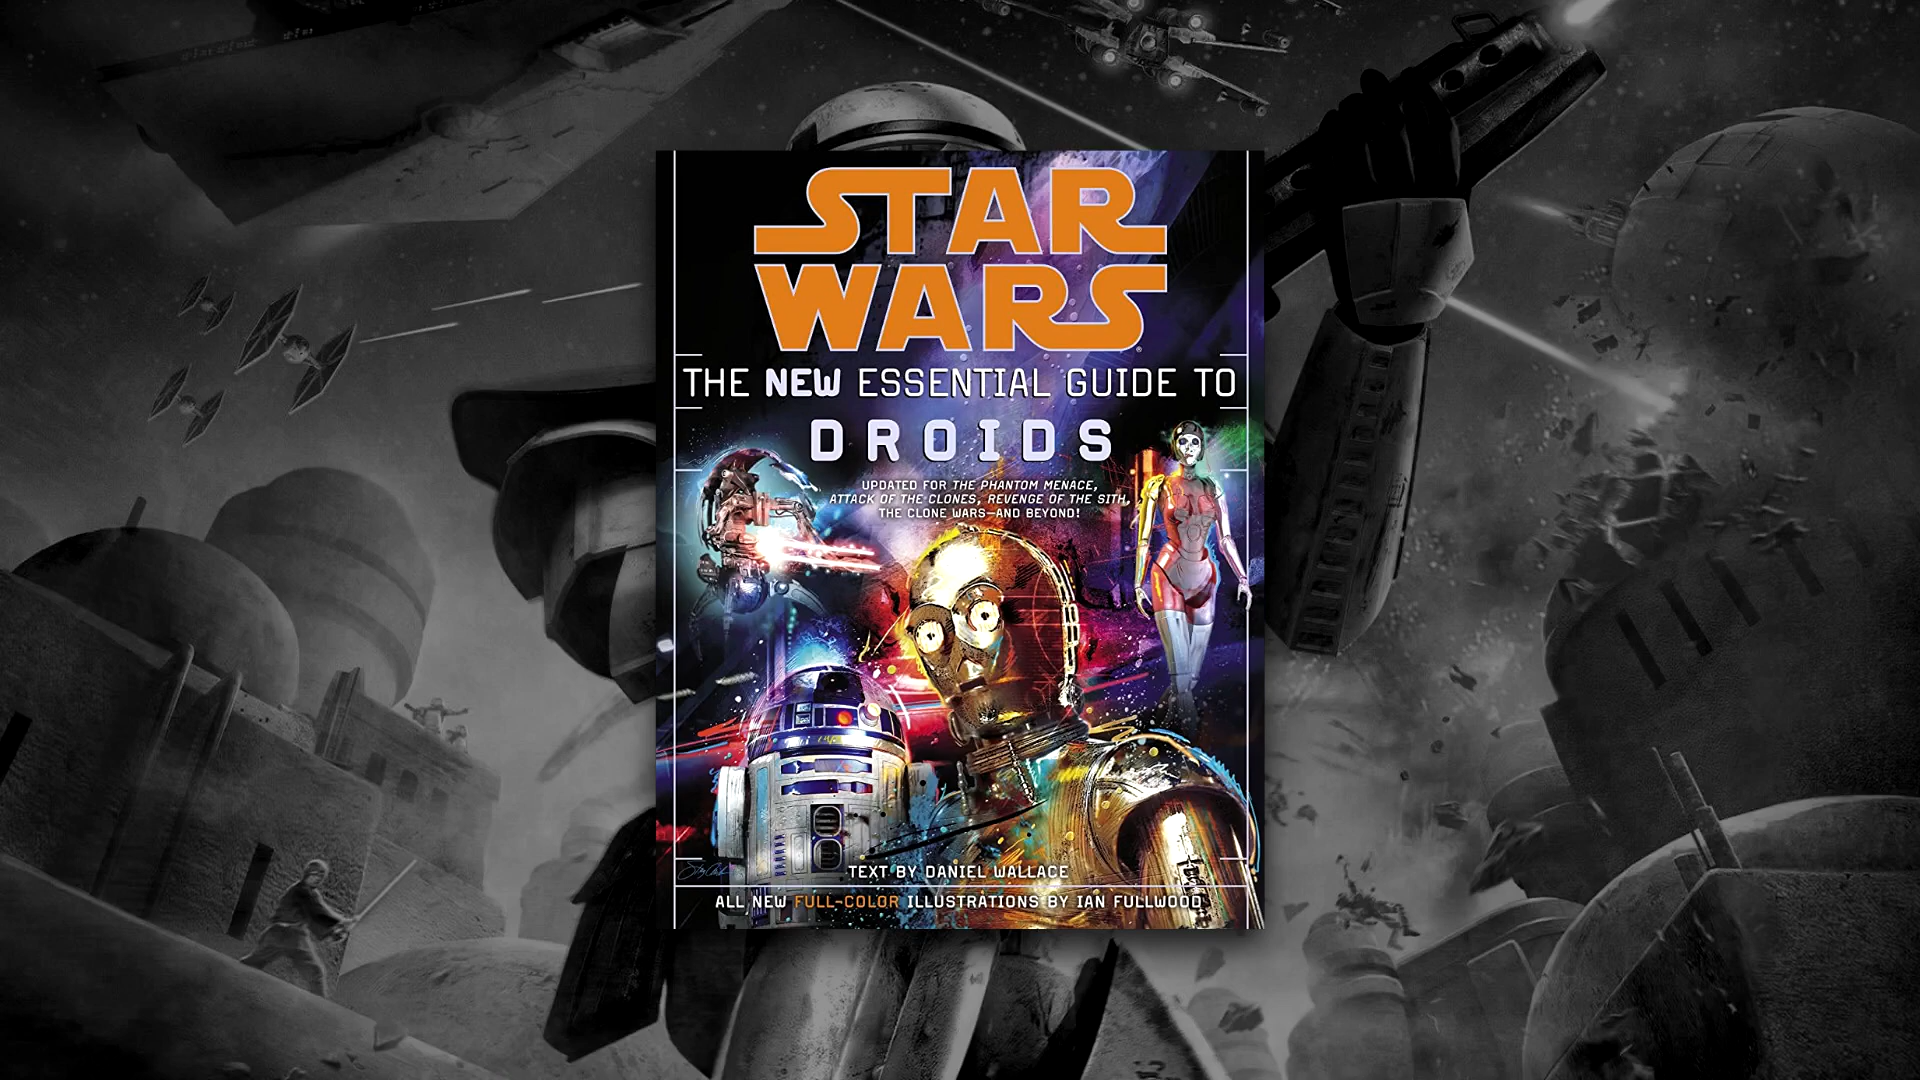 STAR
WARS
THE NEW ESSENTIAL GUIDE TO
DROIDS
UPDATED FOR THE PHANTOM MENACE,
ATTACK OF THE CLONES, REVENGE OF THE SITH,
THE CLONE WARS—AND BEYOND!
TEXT BY DANIEL WALLACE
ALL NEW FULL-COLOR ILLUSTRATIONS BY IAN FULLWOOD